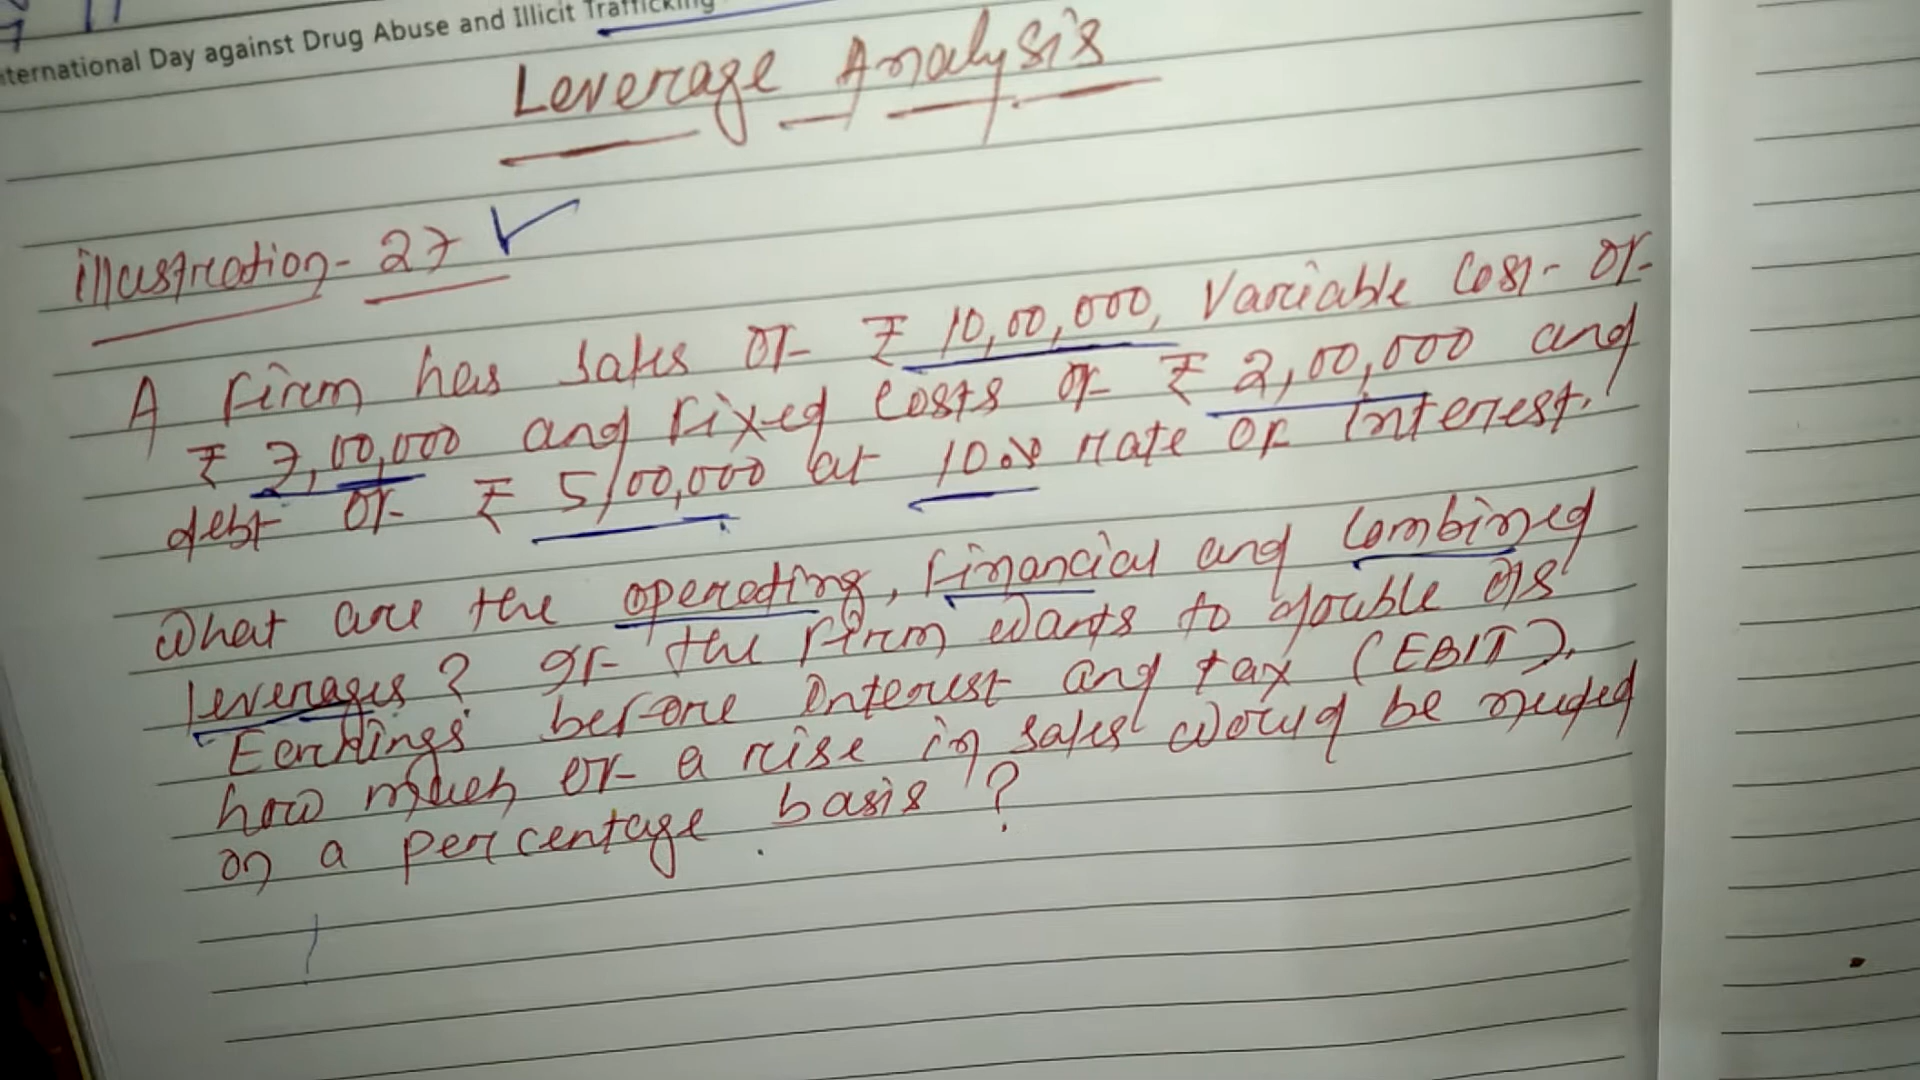 International Day against Drug Abuse and Illicit Trafficking
Leverage Analysis
illustration - 27
A firm has sales of ₹ 10,00,000, Variable Cost of
₹ 7,00,000 and fixed Costs of ₹ 2,00,000 and
debt of ₹ 5,00,000 at 10% rate of interest.
What are the operating, financial and combined
leverages? If the firm wants to double its
Earnings before interest and tax (EBIT),
how much of a rise in sales would be needed
on a percentage basis?